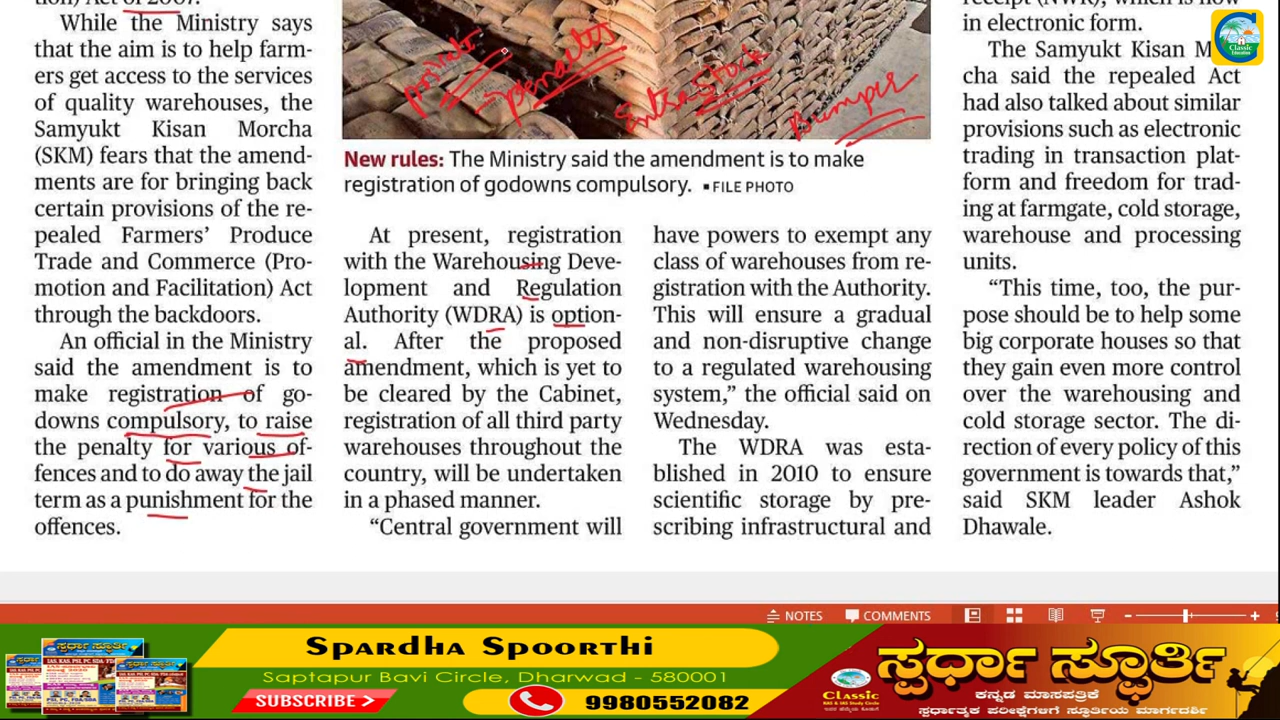 tion) Act of 2007.
While the Ministry says
that the aim is to help farm-
ers get access to the services
of quality warehouses, the
Samyukt Kisan Morcha
(SKM) fears that the amend-
ments are for bringing back
certain provisions of the re-
pealed Farmers' Produce
Trade and Commerce (Pro-
motion and Facilitation) Act
through the backdoors.
An official in the Ministry
said the amendment is to
make registration of go-
downs compulsory, to raise
the penalty for various of-
fences and to do away the jail
term as a punishment for the
offences.
private
Bumper
New rules: The Ministry said the amendment is to make
registration of godowns compulsory. ▪ FILE PHOTO
At present, registration
with the Warehousing Deve-
lopment and Regulation
Authority (WDRA) is option-
al. After the proposed
amendment, which is yet to
be cleared by the Cabinet,
registration of all third party
warehouses throughout the
country, will be undertaken
in a phased manner.
"Central government will
have powers to exempt any
class of warehouses from re-
gistration with the Authority.
This will ensure a gradual
and non-disruptive change
to a regulated warehousing
system," the official said on
Wednesday.
The WDRA was esta-
blished in 2010 to ensure
scientific storage by pre-
scribing infrastructural and
receipt (NWR), which is now
in electronic form.
The Samyukt Kisan
cha said the repealed Act
had also talked about similar
provisions such as electronic
trading in transaction plat-
form and freedom for trad-
ing at farmgate, cold storage,
warehouse and processing
units.
"This time, too, the pur-
pose should be to help some
big corporate houses so that
they gain even more control
over the warehousing and
cold storage sector. The di-
rection of every policy of this
government is towards that,"
said SKM leader Ashok
Dhawale.
Classic
Education
NOTES COMMENTS
Spardha Spoorthi
Saptapur Bavi Circle, Dharwad - 580001
SUBSCRIBE 9980552082
ಸ್ಪರ್ಧಾ ಸ್ಫೂರ್ತಿ
Classic
ಕನ್ನಡ ಮಾಸಪತ್ರಿಕೆ
ಸ್ಪರ್ಧಾತ್ಮಕ ಪರೀಕ್ಷೆಗಳಿಗೆ ಸ್ಫೂರ್ತಿಯ ಮಾರ್ಗದರ್ಶಿ